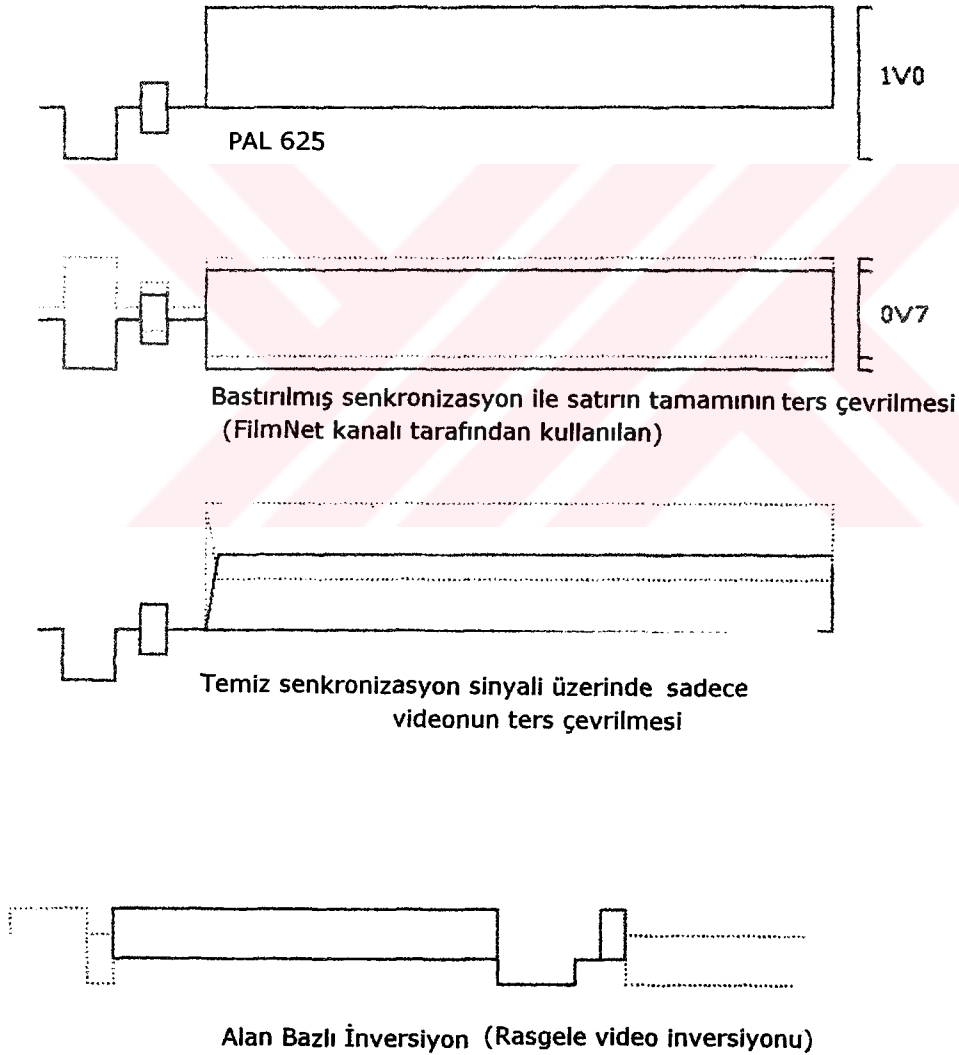 1V0
PAL 625
0V7
Bastırılmış senkronizasyon ile satırın tamamının ters çevrilmesi
(FilmNet kanalı tarafından kullanılan)
Temiz senkronizasyon sinyali üzerinde sadece
videonun ters çevrilmesi
Alan Bazlı İnversiyon (Rasgele video inversiyonu)